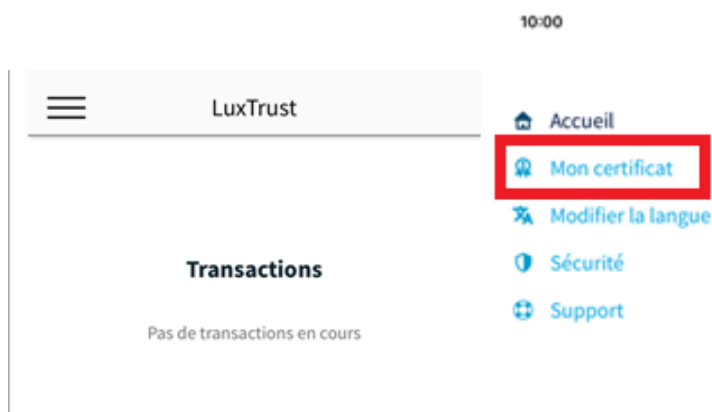 10:00
LuxTrust
Transactions
Pas de transactions en cours
Accueil
Mon certificat
Modifier la langue
Sécurité
Support